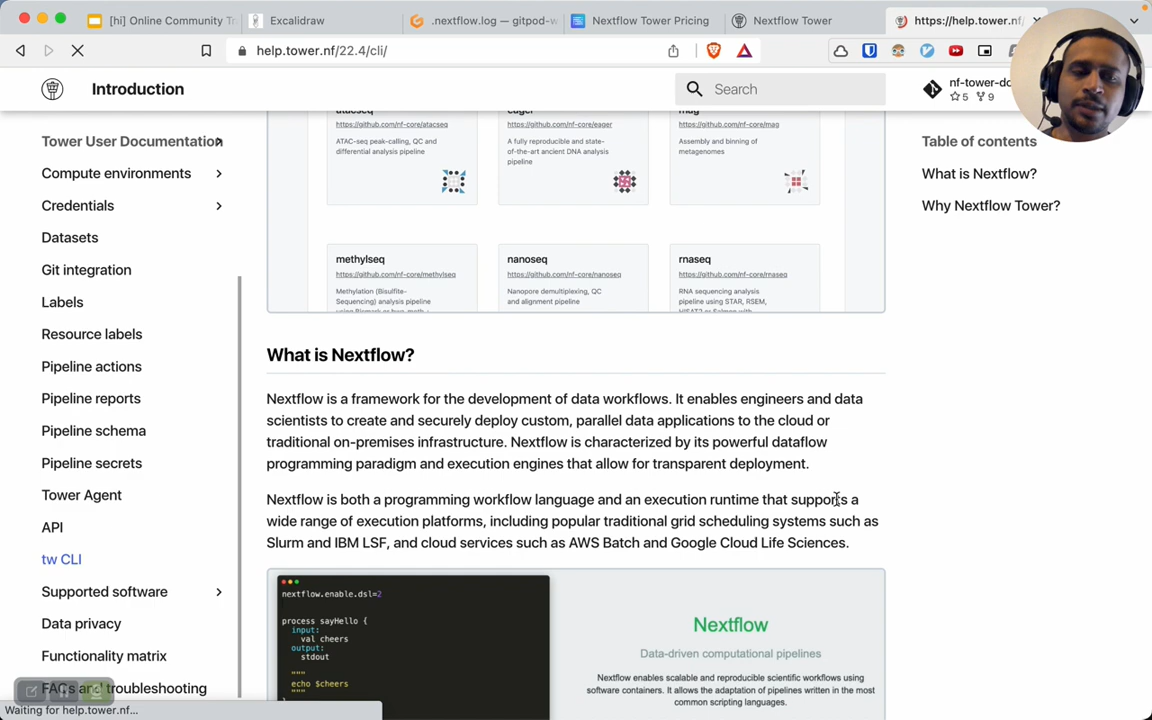 [hi] Online Community Tr
Excalidraw
.nextflow.log — gitpod-w
Nextflow Tower Pricing
Nextflow Tower
https://help.tower.nf/
help.tower.nf/22.4/cli/
Introduction
Search
nf-tower-do
5 9
Tower User Documentation
Compute environments
Credentials
Datasets
Git integration
Labels
Resource labels
Pipeline actions
Pipeline reports
Pipeline schema
Pipeline secrets
Tower Agent
API
tw CLI
Supported software
Data privacy
Functionality matrix
FAQs and troubleshooting
Waiting for help.tower.nf...
atacseq
https://github.com/nf-core/atacseq
ATAC-seq peak-calling, QC and
differential analysis pipeline
eager
https://github.com/nf-core/eager
A fully reproducible and state-
of-the-art ancient DNA analysis
pipeline
mag
https://github.com/nf-core/mag
Assembly and binning of
metagenomes
methylseq
https://github.com/nf-core/methylseq
Methylation (Bisulfite-
Sequencing) analysis pipeline
using Bismark or bwa-meth +
nanoseq
https://github.com/nf-core/nanoseq
Nanopore demultiplexing, QC
and alignment pipeline
rnaseq
https://github.com/nf-core/rnaseq
RNA sequencing analysis
pipeline using STAR, RSEM,
HISAT2 or Salmon with
What is Nextflow?
Nextflow is a framework for the development of data workflows. It enables engineers and data
scientists to create and securely deploy custom, parallel data applications to the cloud or
traditional on-premises infrastructure. Nextflow is characterized by its powerful dataflow
programming paradigm and execution engines that allow for transparent deployment.
Nextflow is both a programming workflow language and an execution runtime that supports a
wide range of execution platforms, including popular traditional grid scheduling systems such as
Slurm and IBM LSF, and cloud services such as AWS Batch and Google Cloud Life Sciences.
nextflow.enable.dsl=2
process sayHello {
input:
val cheers
output:
stdout
"""
echo $cheers
"""
}
Nextflow
Data-driven computational pipelines
Nextflow enables scalable and reproducible scientific workflows using
software containers. It allows the adaptation of pipelines written in the most
common scripting languages.
Table of contents
What is Nextflow?
Why Nextflow Tower?